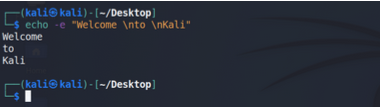 ┌──(kali㉿kali)-[~/Desktop]
└─$ echo -e "Welcome \nto \nKali"
Welcome
to
Kali
┌──(kali㉿kali)-[~/Desktop]
└─$